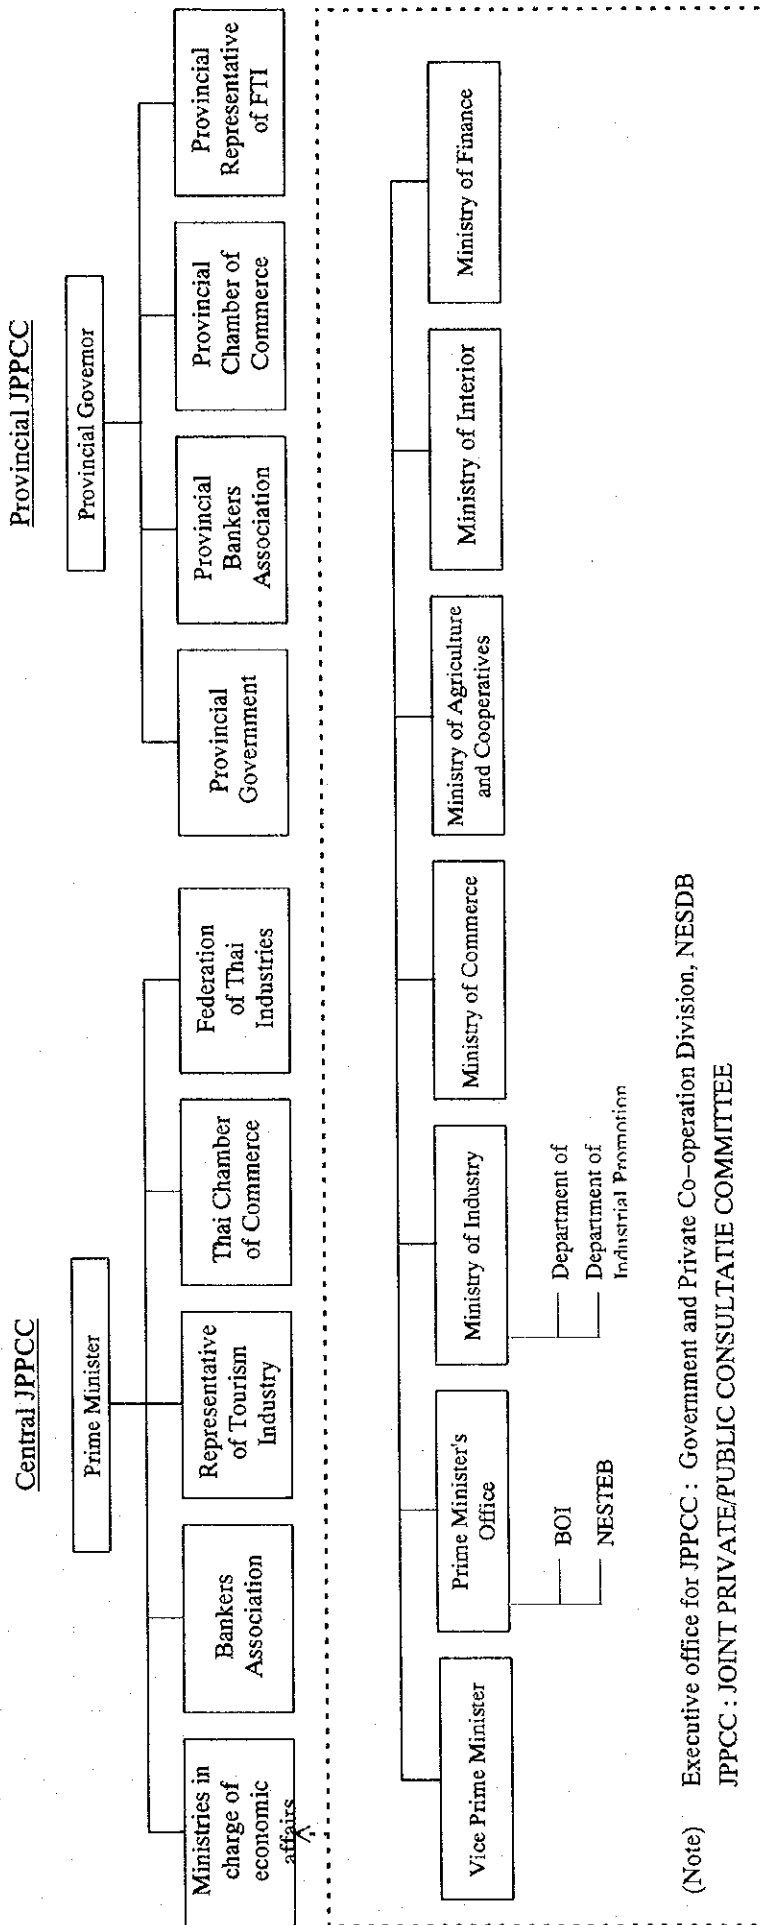 Central JPPCC
Prime Minister
Ministries in
charge of
economic
affairs
Bankers
Association
Representative
of Tourism
Industry
Thai Chamber
of Commerce
Federation
of Thai
Industries
Provincial JPPCC
Provincial Governor
Provincial
Government
Provincial
Bankers
Association
Provincial
Chamber of
Commerce
Provincial
Representative
of FTI
Vice Prime Minister
Prime Minister's
Office
BOI
NESTEB
Ministry of Industry
Department of
Department of
Industrial Promotion
Ministry of Commerce
Ministry of Agriculture
and Cooperatives
Ministry of Interior
Ministry of Finance
(Note) Executive office for JPPCC : Government and Private Co-operation Division, NESDB
JPPCC : JOINT PRIVATE/PUBLIC CONSULTATIE COMMITTEE